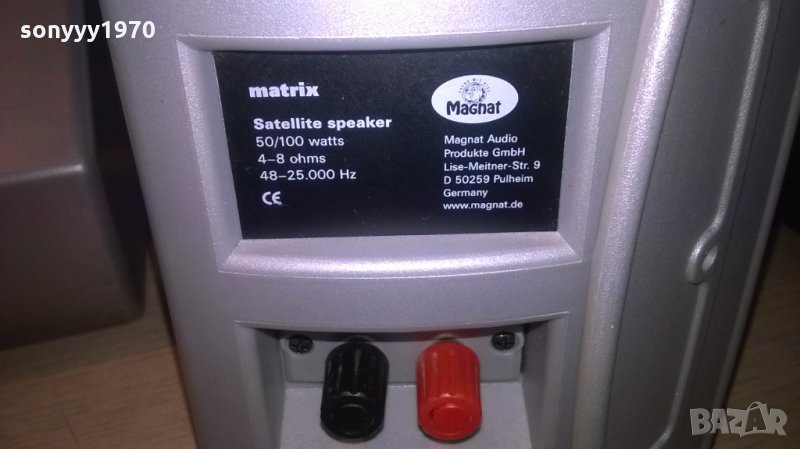 sonyyy1970
matrix
Satellite speaker
50/100 watts
4–8 ohms
48–25.000 Hz
CE
Magnat
Magnat Audio
Produkte GmbH
Lise-Meitner-Str. 9
D 50259 Pulheim
Germany
www.magnat.de
BAZAR